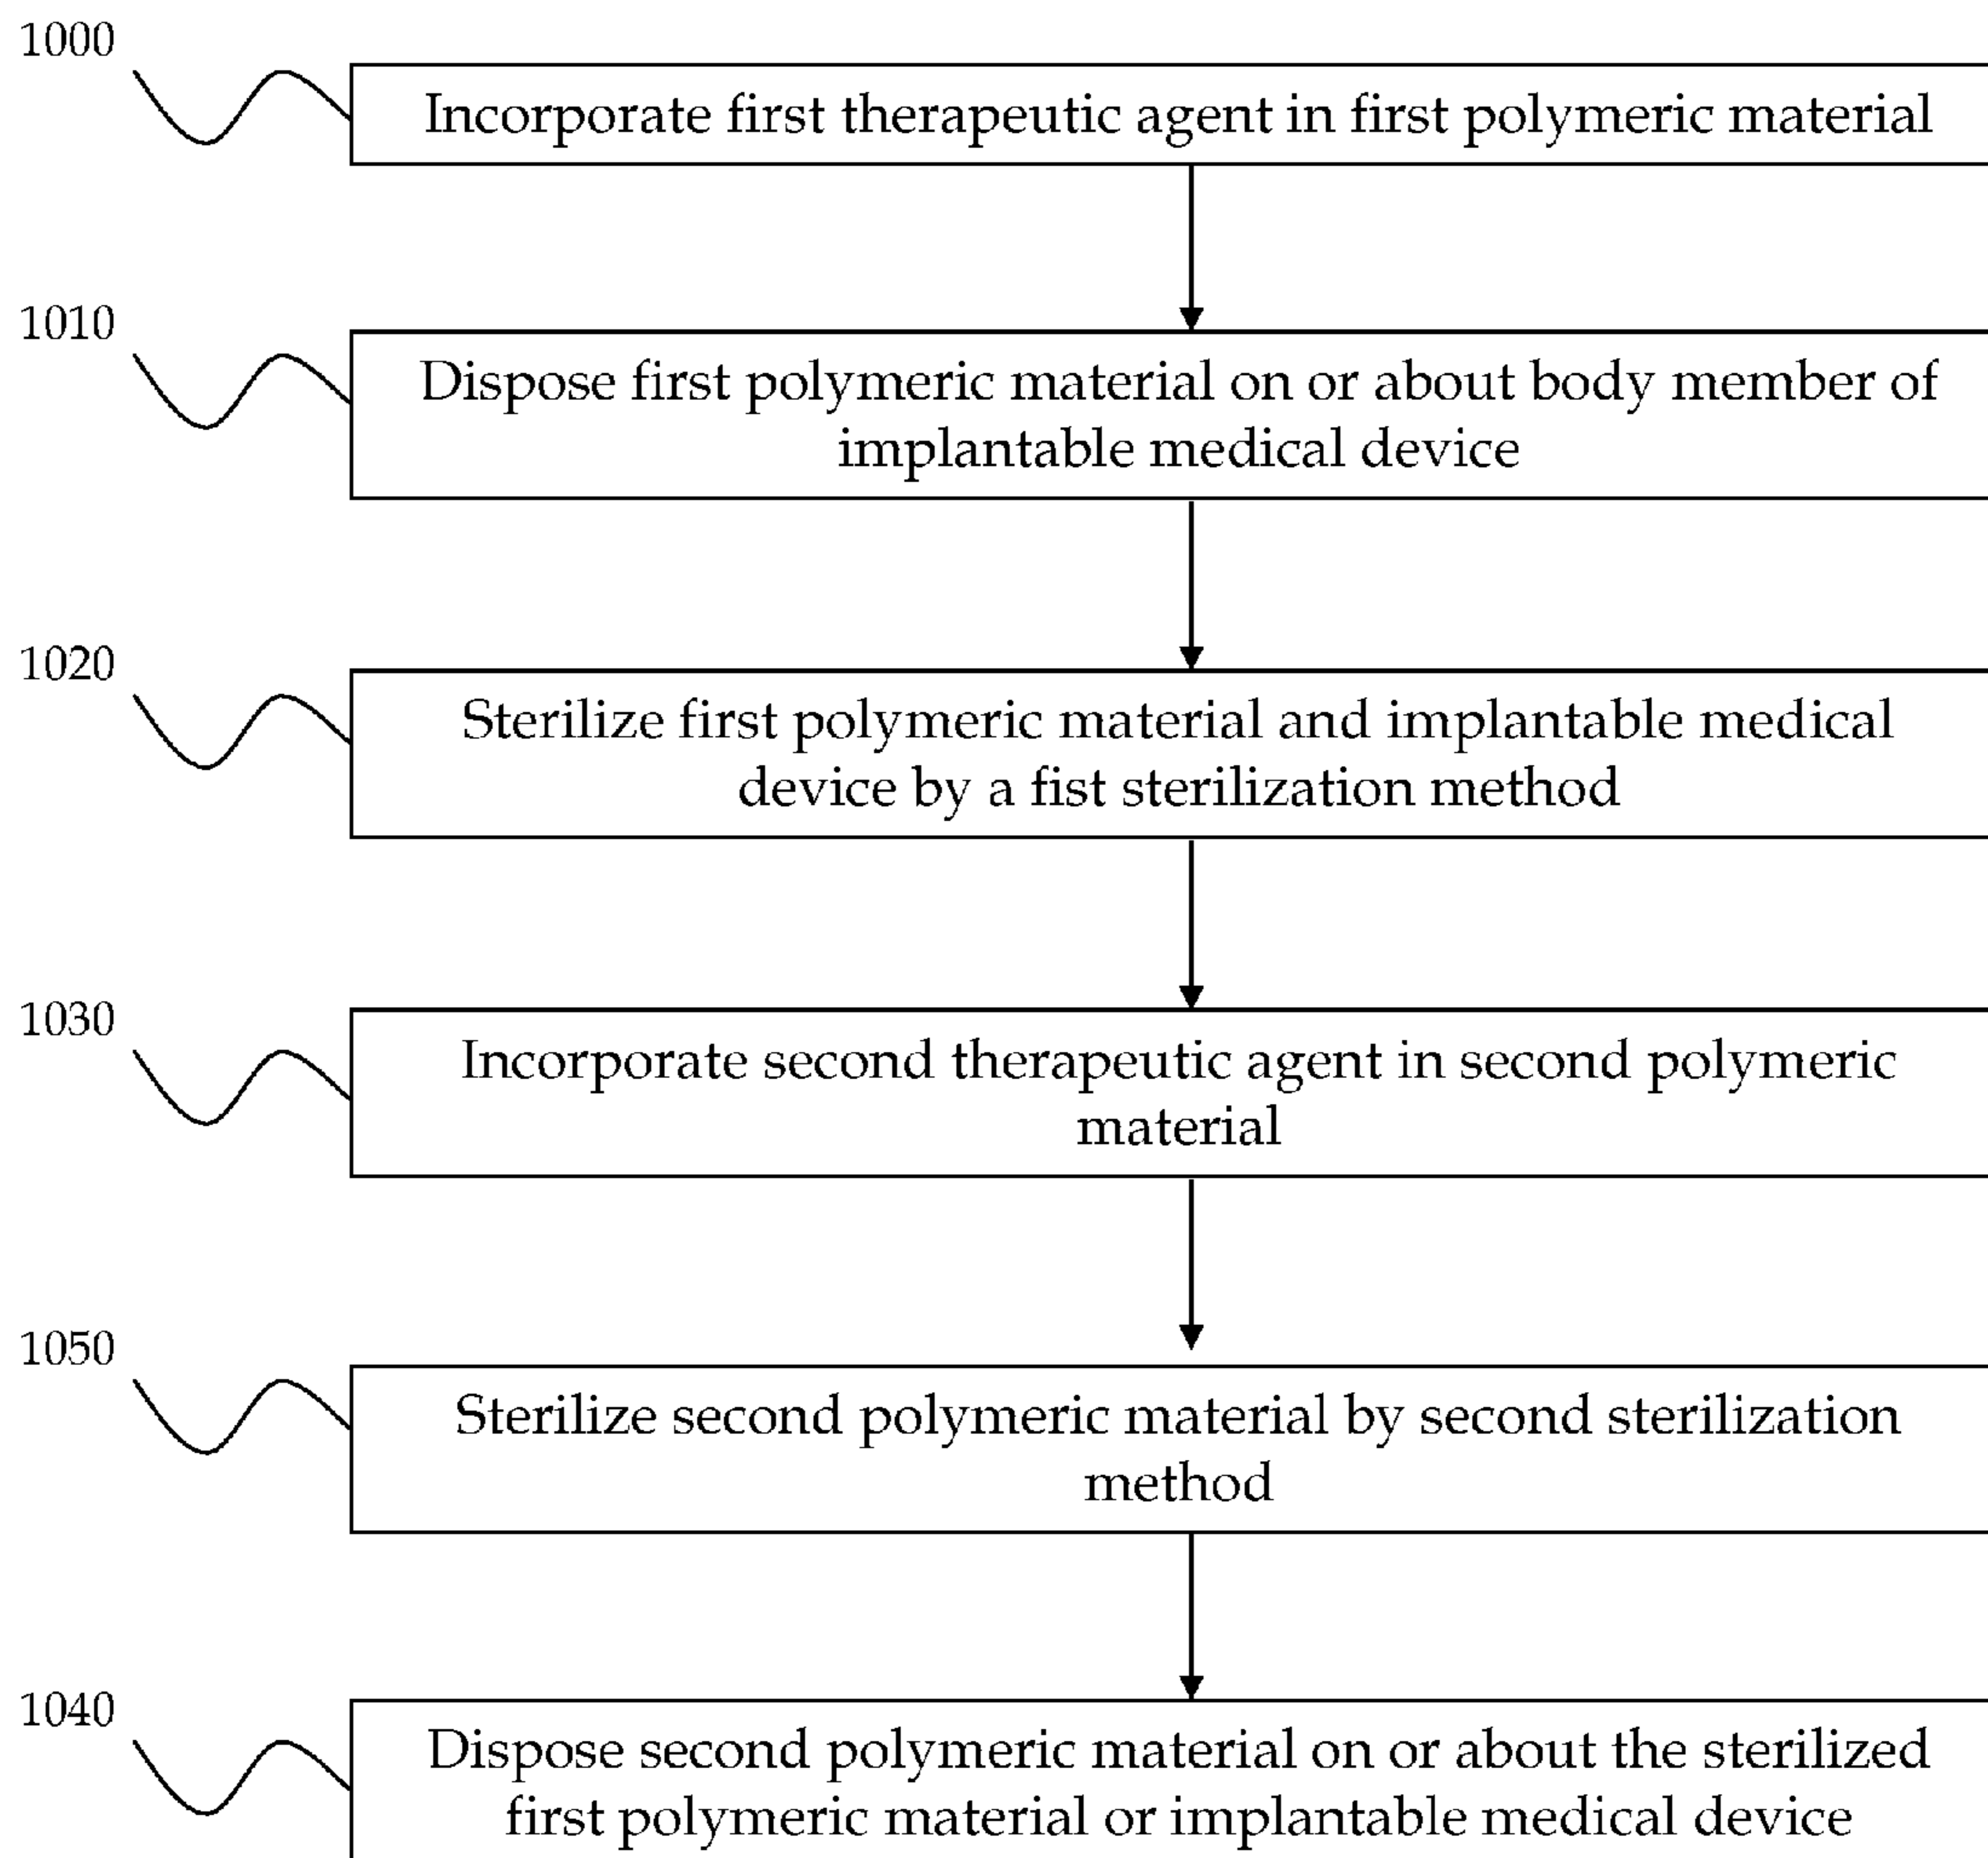 1000
Incorporate first therapeutic agent in first polymeric material
1010
Dispose first polymeric material on or about body member of
implantable medical device
1020
Sterilize first polymeric material and implantable medical
device by a fist sterilization method
1030
Incorporate second therapeutic agent in second polymeric
material
1050
Sterilize second polymeric material by second sterilization
method
1040
Dispose second polymeric material on or about the sterilized
first polymeric material or implantable medical device